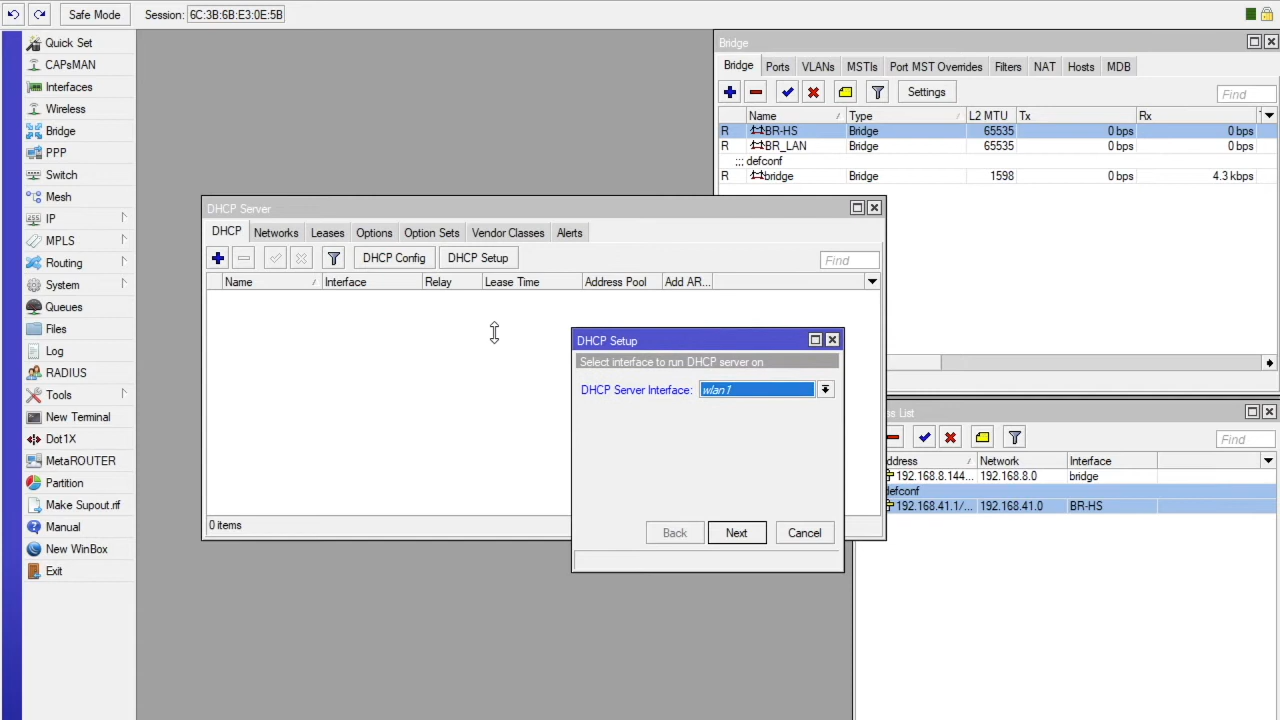 Safe Mode Session: 6C:3B:6B:E3:0E:5B
Quick Set
CAPsMAN
Interfaces
Wireless
Bridge
PPP
Switch
Mesh
IP
MPLS
Routing
System
Queues
Files
Log
RADIUS
Tools
New Terminal
Dot1X
MetaROUTER
Partition
Make Supout.rif
Manual
New WinBox
Exit
Bridge
Bridge Ports VLANs MSTIs Port MST Overrides Filters NAT Hosts MDB
Settings Find
Name Type L2 MTU Tx Rx
R BR-HS Bridge 65535 0 bps 0 bps
R BR_LAN Bridge 65535 0 bps 0 bps
;;; defconf
R bridge Bridge 1598 0 bps 4.3 kbps
DHCP Server
DHCP Networks Leases Options Option Sets Vendor Classes Alerts
DHCP Config DHCP Setup Find
Name Interface Relay Lease Time Address Pool Add AR...
0 items
DHCP Setup
Select interface to run DHCP server on
DHCP Server Interface: wlan1
Back Next Cancel
ss List
Find
ddress Network Interface
192.168.8.144... 192.168.8.0 bridge
defconf
192.168.41.1/... 192.168.41.0 BR-HS